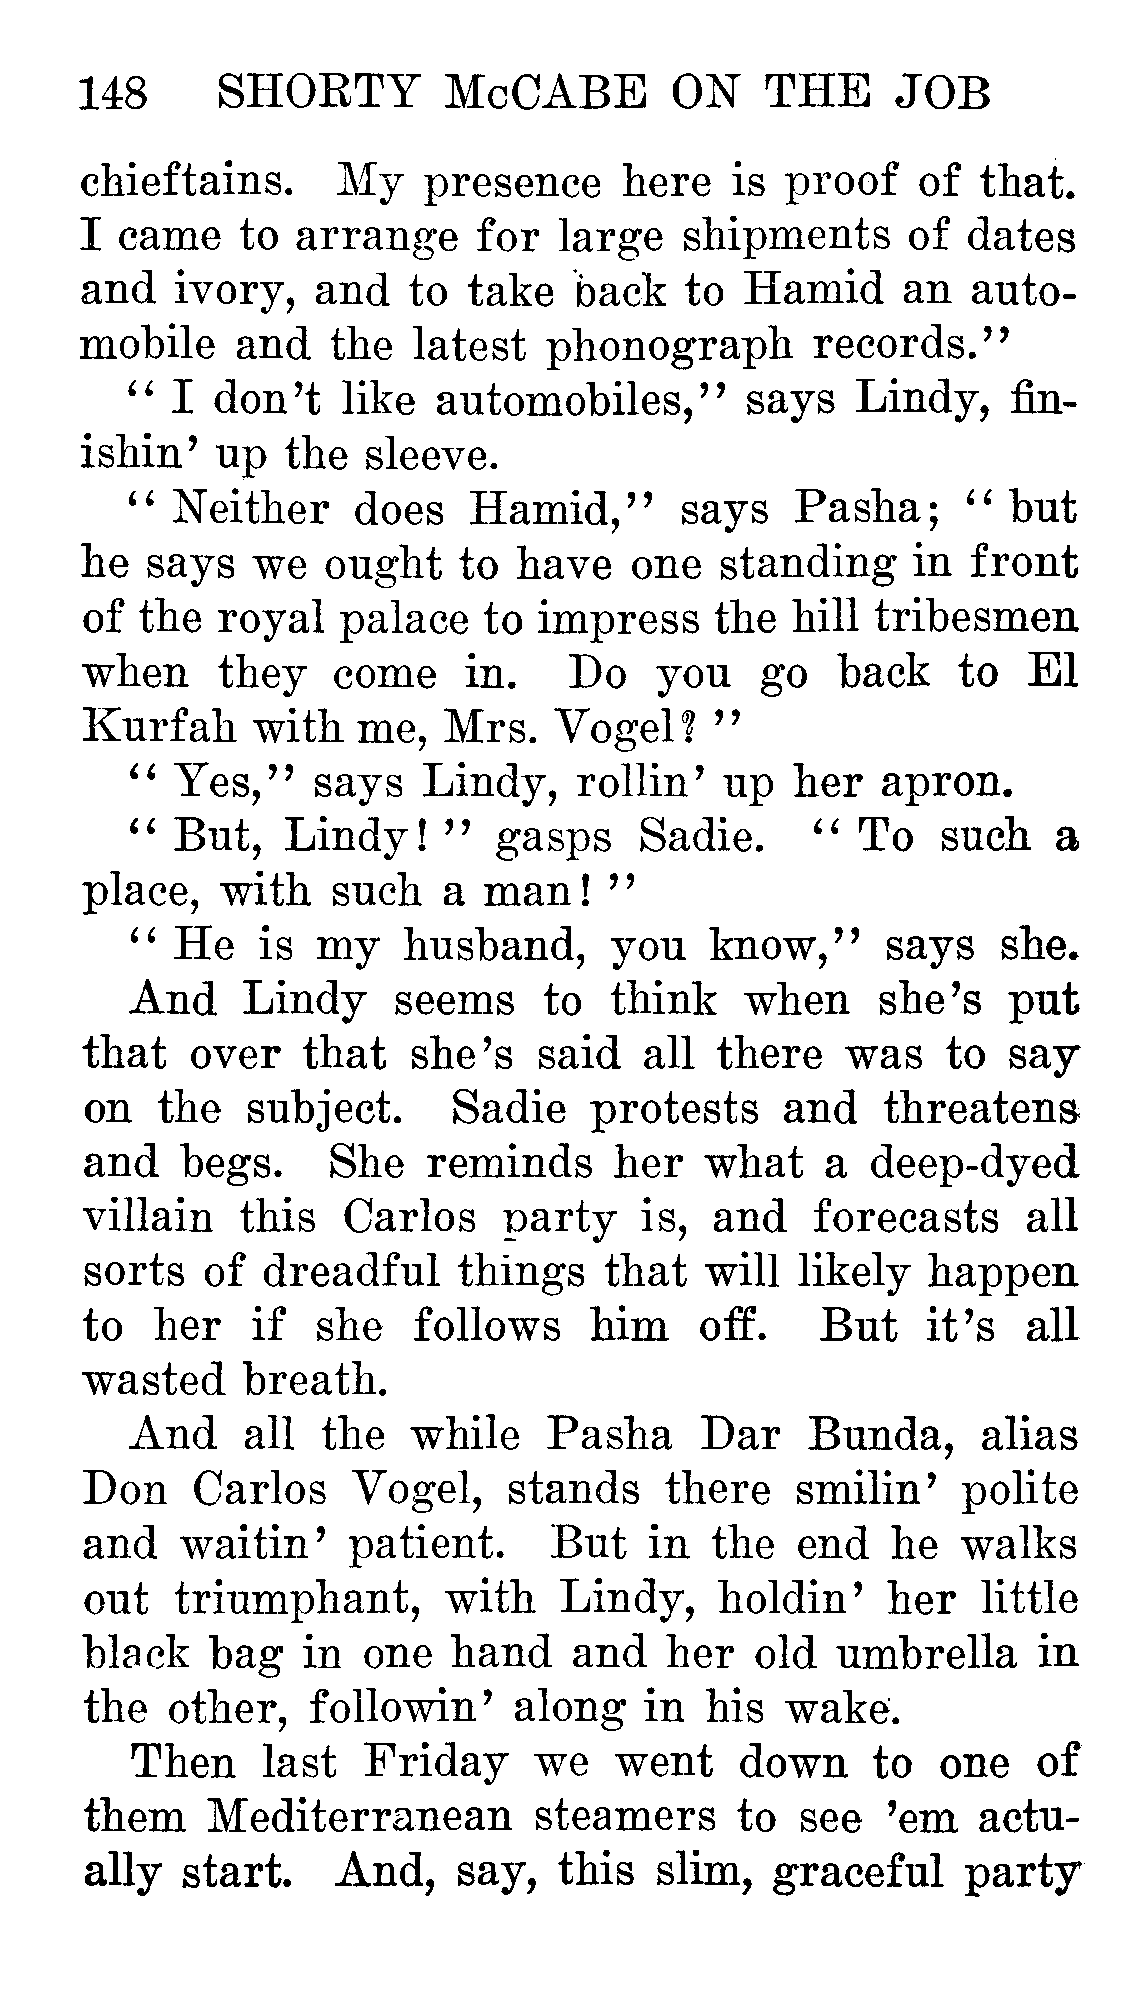 148 SHORTY McCABE ON THE JOB
chieftains. My presence here is proof of that.
I came to arrange for large shipments of dates
and ivory, and to take back to Hamid an auto-
mobile and the latest phonograph records.”
“ I don’t like automobiles,” says Lindy, fin-
ishin’ up the sleeve.
“ Neither does Hamid,” says Pasha; “ but
he says we ought to have one standing in front
of the royal palace to impress the hill tribesmen
when they come in. Do you go back to El
Kurfah with me, Mrs. Vogel? ”
“ Yes,” says Lindy, rollin’ up her apron.
“ But, Lindy! ” gasps Sadie. “ To such a
place, with such a man! ”
“ He is my husband, you know,” says she.
And Lindy seems to think when she’s put
that over that she’s said all there was to say
on the subject. Sadie protests and threatens
and begs. She reminds her what a deep-dyed
villain this Carlos party is, and forecasts all
sorts of dreadful things that will likely happen
to her if she follows him off. But it’s all
wasted breath.
And all the while Pasha Dar Bunda, alias
Don Carlos Vogel, stands there smilin’ polite
and waitin’ patient. But in the end he walks
out triumphant, with Lindy, holdin’ her little
black bag in one hand and her old umbrella in
the other, followin’ along in his wake.
Then last Friday we went down to one of
them Mediterranean steamers to see ’em actu-
ally start. And, say, this slim, graceful party